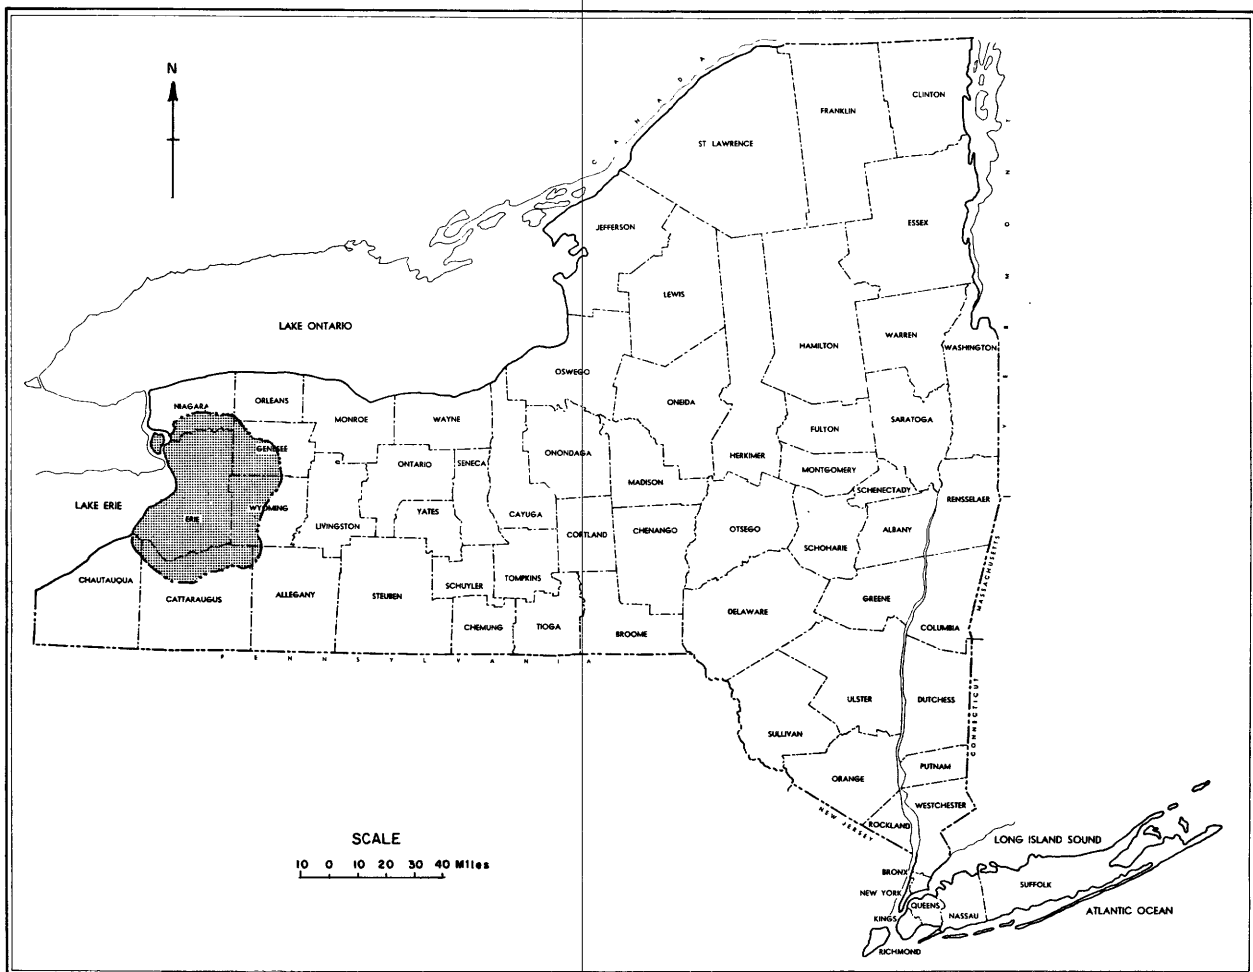 N
CANADA
CLINTON
FRANKLIN
ST LAWRENCE
VERMONT
ESSEX
JEFFERSON
LEWIS
LAKE ONTARIO
WARREN
HAMILTON
WASHINGTON
OSWEGO
ORLEANS
NIAGARA
ONEIDA
MONROE
WAYNE
SARATOGA
FULTON
GENESEE
ONONDAGA
HERKIMER
ONTARIO
SENECA
MONTGOMERY
MADISON
SCHENECTADY
RENSSELAER
LAKE ERIE
WYOMING
YATES
CAYUGA
ERIE
LIVINGSTON
CORTLAND
CHENANGO
OTSEGO
ALBANY
SCHOHARIE
MASSACHUSETTS
CHAUTAUQUA
TOMPKINS
SCHUYLER
CATTARAUGUS
ALLEGANY
STEUBEN
GREENE
DELAWARE
CHEMUNG
TIOGA
BROOME
COLUMBIA
PENNSYLVANIA
ULSTER
DUTCHESS
CONNECTICUT
SULLIVAN
PUTNAM
ORANGE
WESTCHESTER
NEW JERSEY
ROCKLAND
SCALE
10 0 10 20 30 40 Miles
LONG ISLAND SOUND
BRONX
SUFFOLK
NEW YORK
QUEENS
NASSAU
KINGS
ATLANTIC OCEAN
RICHMOND